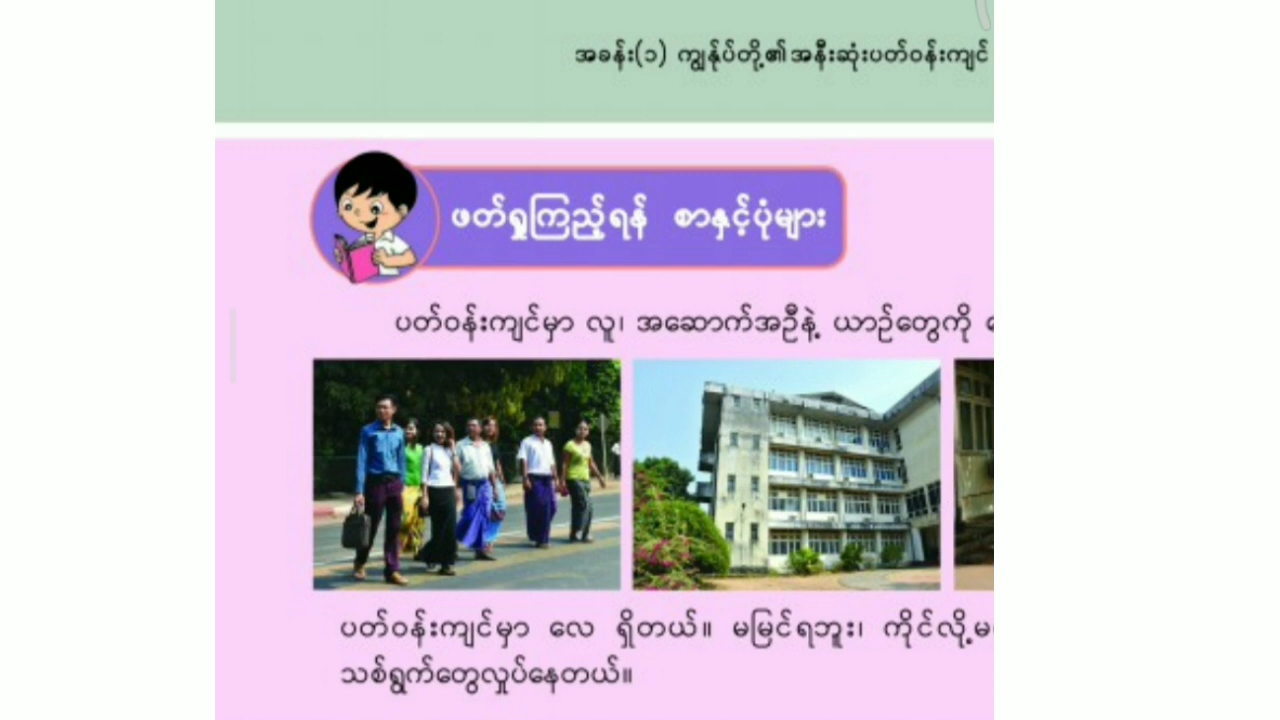 အခန်း(၁) ကျွန်ုပ်တို့၏အနီးဆုံးပတ်ဝန်းကျင်
ဖတ်ရှုကြည့်ရန် စာနှင့်ပုံများ
ပတ်ဝန်းကျင်မှာ လူ၊ အဆောက်အဦနဲ့ ယာဉ်တွေကို
ပတ်ဝန်းကျင်မှာ လေ ရှိတယ်။ မမြင်ရဘူး၊ ကိုင်လို့
သစ်ရွက်တွေလှုပ်နေတယ်။